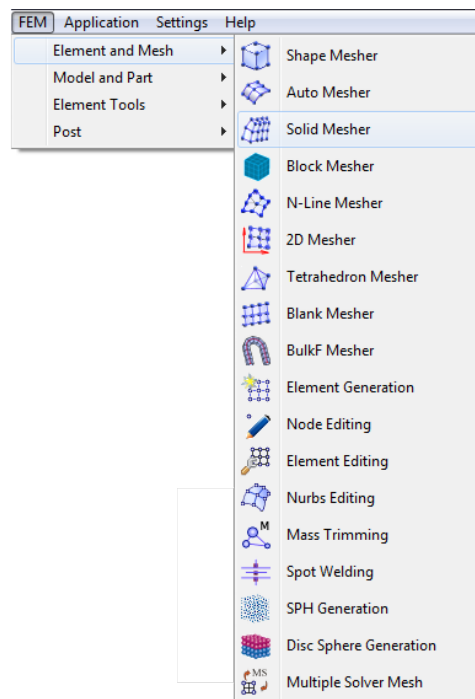 FEM Application Settings Help
Element and Mesh
Model and Part
Element Tools
Post
Shape Mesher
Auto Mesher
Solid Mesher
Block Mesher
N-Line Mesher
2D Mesher
Tetrahedron Mesher
Blank Mesher
BulkF Mesher
Element Generation
Node Editing
Element Editing
Nurbs Editing
M
Mass Trimming
Spot Welding
SPH Generation
Disc Sphere Generation
MS
Multiple Solver Mesh